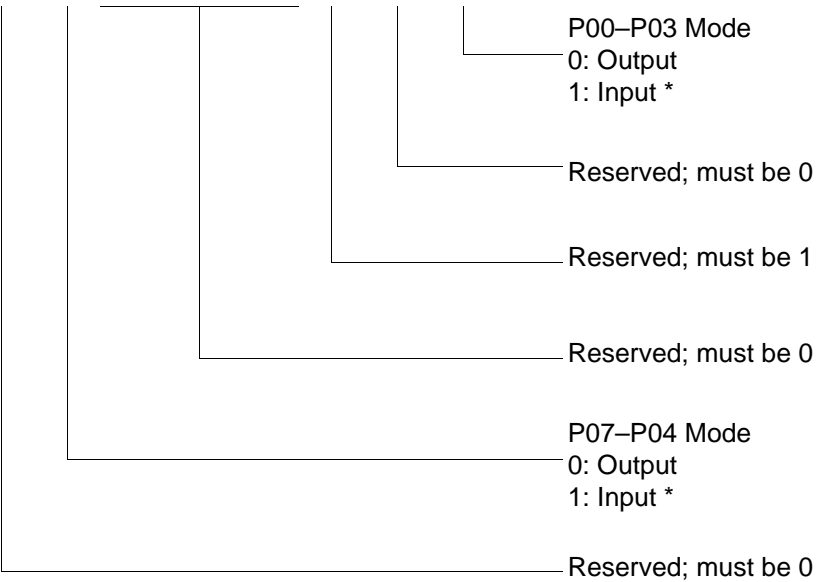 P00–P03 Mode
0: Output
1: Input *
Reserved; must be 0
Reserved; must be 1
Reserved; must be 0
P07–P04 Mode
0: Output
1: Input *
Reserved; must be 0